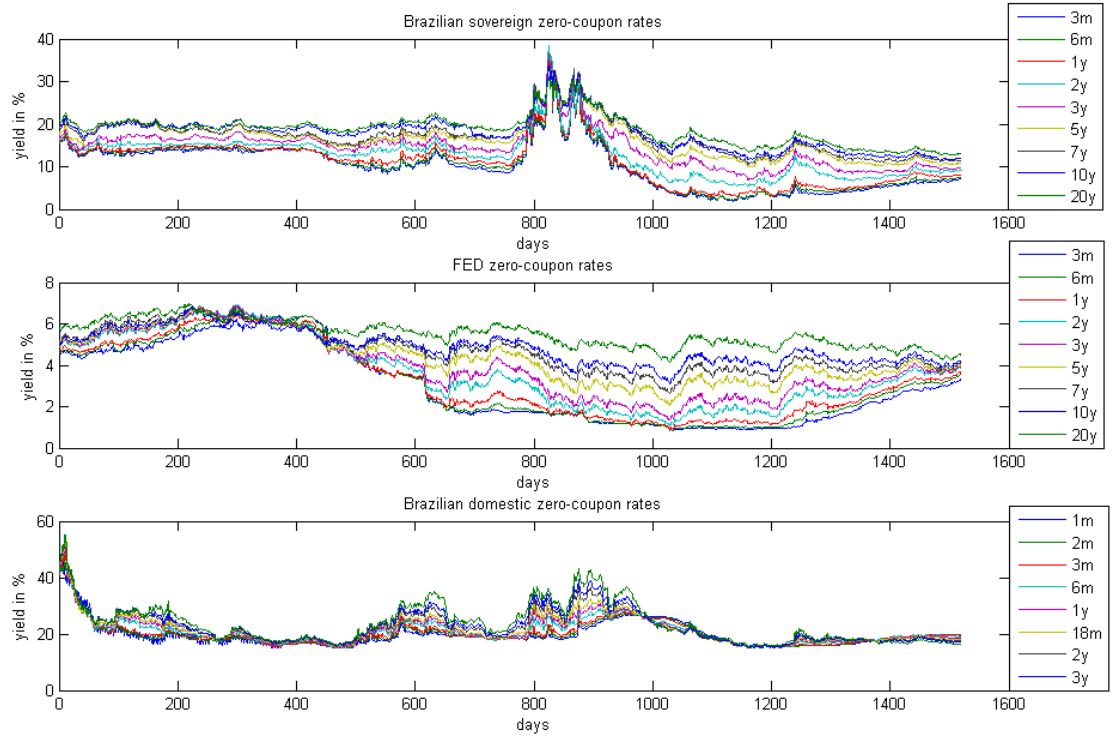 Brazilian sovereign zero-coupon rates
yield in %
40
30
20
10
0
0 200 400 600 800 1000 1200 1400 1600
days
3m
6m
1y
2y
3y
5y
7y
10y
20y
FED zero-coupon rates
yield in %
8
6
4
2
0
0 200 400 600 800 1000 1200 1400 1600
days
3m
6m
1y
2y
3y
5y
7y
10y
20y
Brazilian domestic zero-coupon rates
yield in %
60
40
20
0
0 200 400 600 800 1000 1200 1400 1600
days
1m
2m
3m
6m
1y
18m
2y
3y